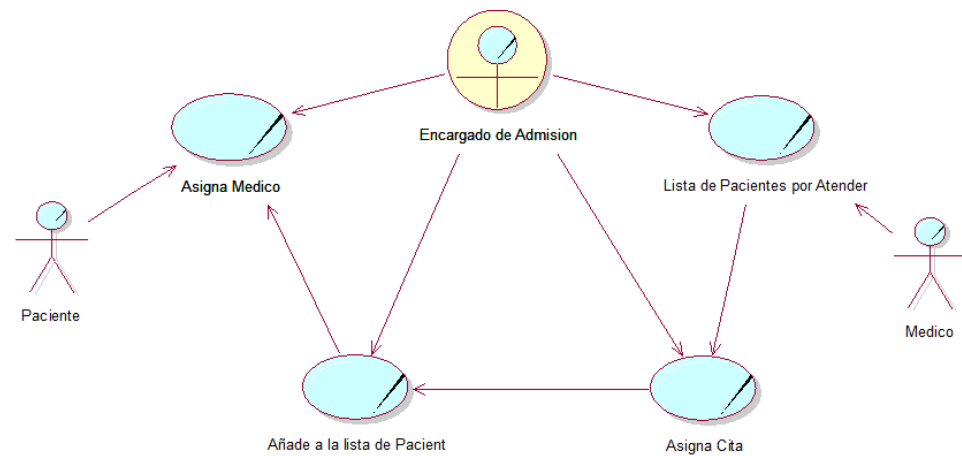 Encargado de Admision
Asigna Medico
Lista de Pacientes por Atender
Paciente
Medico
Añade a la lista de Pacient
Asigna Cita